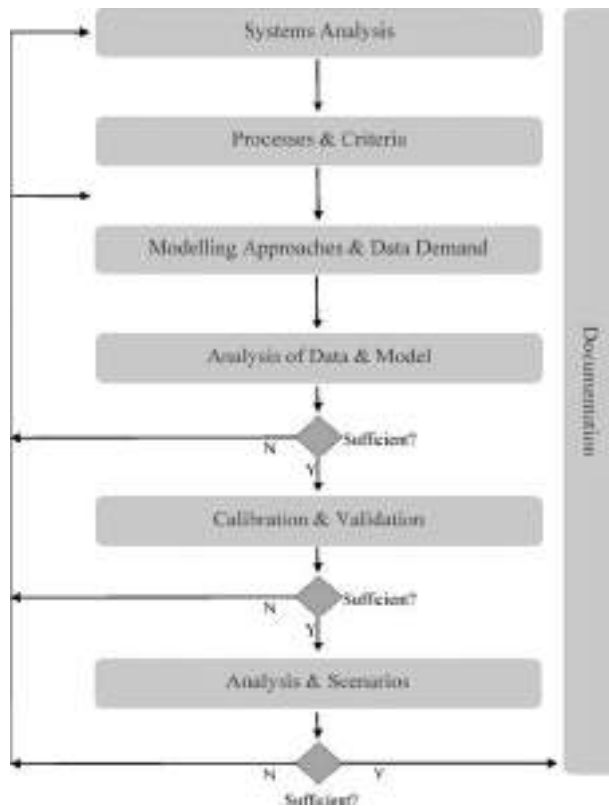 Systems Analysis
Processes & Criteria
Modelling Approaches & Data Demand
Analysis of Data & Model
N
Sufficient?
Y
Calibration & Validation
N
Sufficient?
Y
Analysis & Scenarios
N
Y
Sufficient?
Documentation